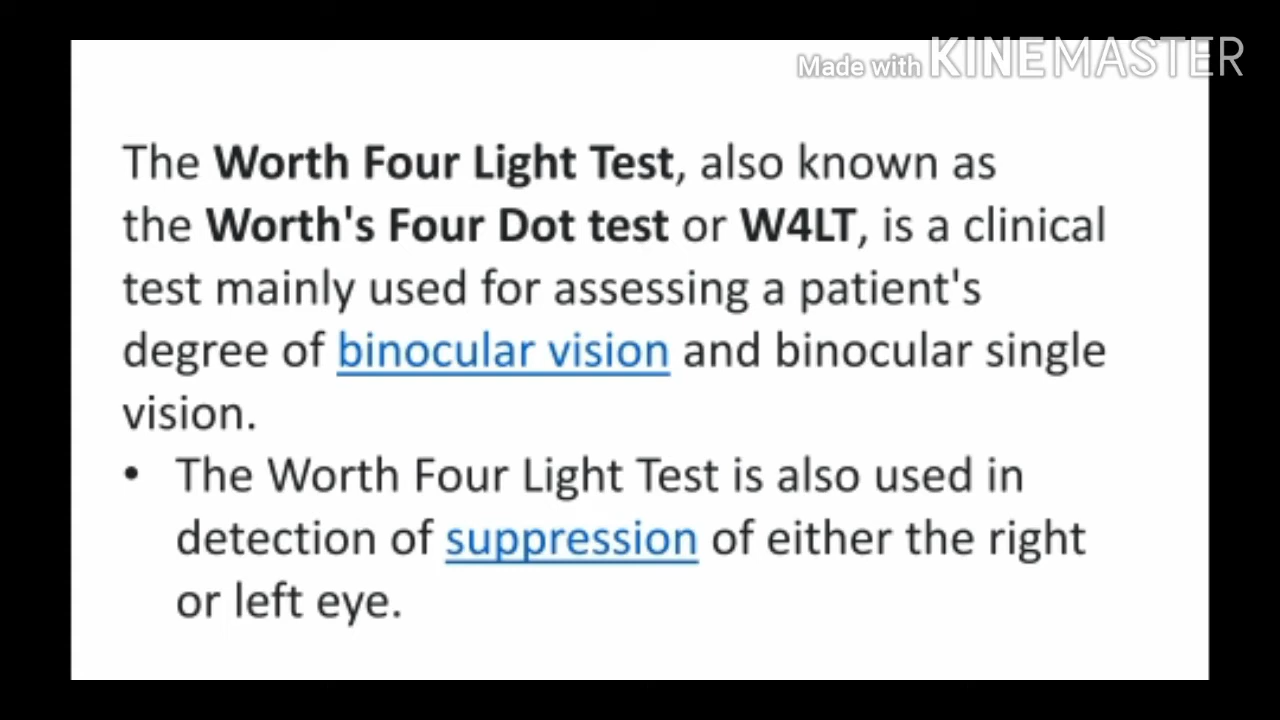 Made with KINEMASTER
The Worth Four Light Test, also known as
the Worth's Four Dot test or W4LT, is a clinical
test mainly used for assessing a patient's
degree of binocular vision and binocular single
vision.
• The Worth Four Light Test is also used in
detection of suppression of either the right
or left eye.